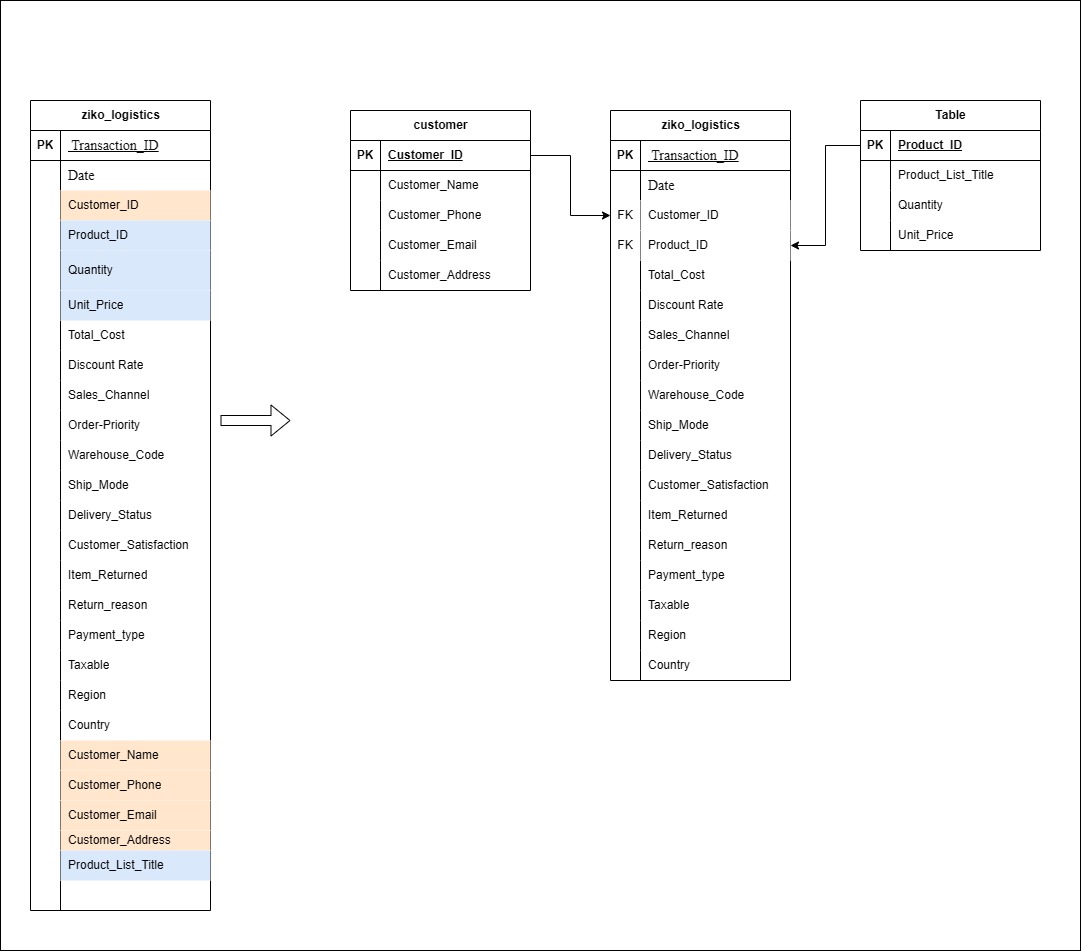 ziko_logistics
PK Transaction_ID
Date
Customer_ID
Product_ID
Quantity
Unit_Price
Total_Cost
Discount Rate
Sales_Channel
Order-Priority
Warehouse_Code
Ship_Mode
Delivery_Status
Customer_Satisfaction
Item_Returned
Return_reason
Payment_type
Taxable
Region
Country
Customer_Name
Customer_Phone
Customer_Email
Customer_Address
Product_List_Title
customer
PK Customer_ID
Customer_Name
Customer_Phone
Customer_Email
Customer_Address
ziko_logistics
PK Transaction_ID
Date
FK Customer_ID
FK Product_ID
Total_Cost
Discount Rate
Sales_Channel
Order-Priority
Warehouse_Code
Ship_Mode
Delivery_Status
Customer_Satisfaction
Item_Returned
Return_reason
Payment_type
Taxable
Region
Country
Table
PK Product_ID
Product_List_Title
Quantity
Unit_Price